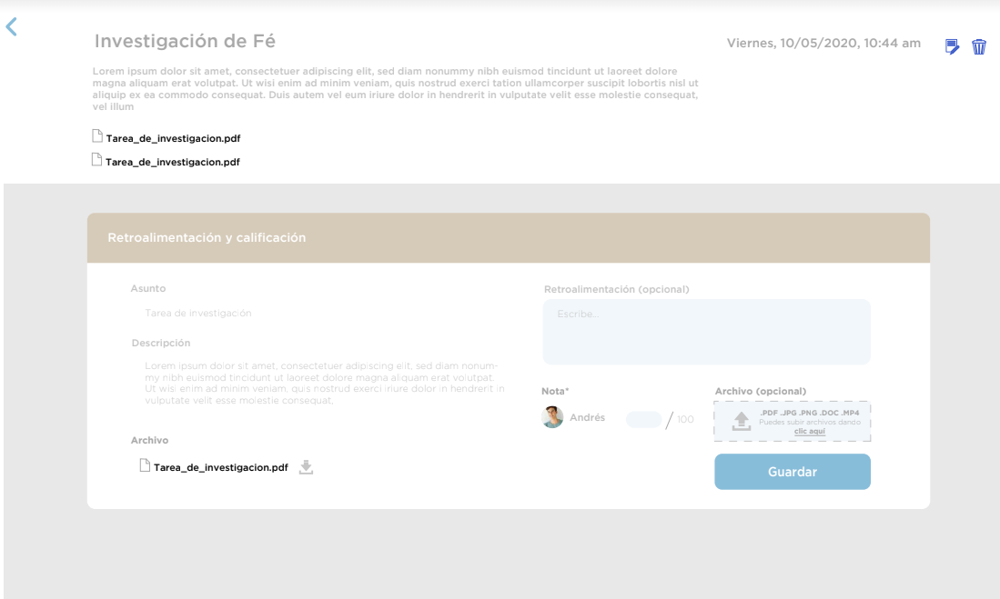 Investigación de Fé
Viernes, 10/05/2020, 10:44 am
Lorem ipsum dolor sit amet, consectetuer adipiscing elit, sed diam nonummy nibh euismod tincidunt ut laoreet dolore
magna aliquam erat volutpat. Ut wisi enim ad minim veniam, quis nostrud exerci tation ullamcorper suscipit lobortis nisl ut
aliquip ex ea commodo consequat. Duis autem vel eum iriure dolor in hendrerit in vulputate velit esse molestie consequat,
vel illum
Tarea_de_investigacion.pdf
Tarea_de_investigacion.pdf
Retroalimentación y calificación
Asunto
Tarea de investigación
Descripción
Lorem ipsum dolor sit amet, consectetuer adipiscing elit, sed diam nonum-
my nibh euismod tincidunt ut laoreet dolore magna aliquam erat volutpat.
Ut wisi enim ad minim veniam, quis nostrud exerci iriure dolor in hendrerit in
vulputate velit esse molestie consequat,
Archivo
Tarea_de_investigacion.pdf
Retroalimentación (opcional)
Escribe...
Nota*
Andrés
/ 100
Archivo (opcional)
.PDF .JPG .PNG .DOC .MP4
Puedes subir archivos dando
clic aquí
Guardar